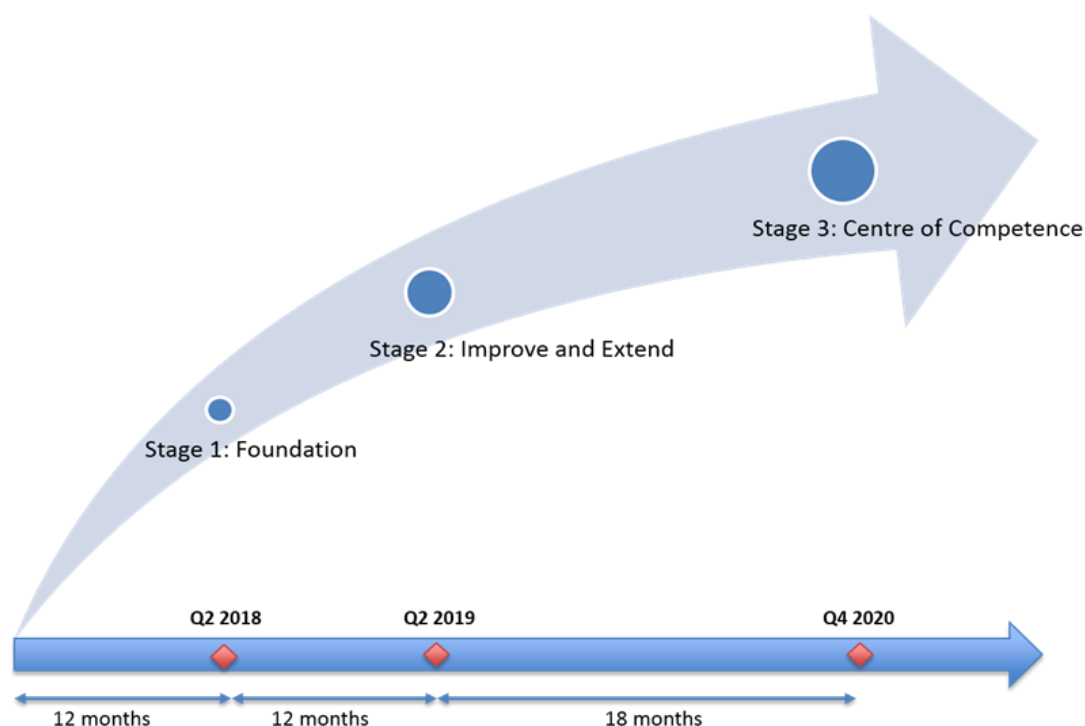 Stage 3: Centre of Competence
Stage 2: Improve and Extend
Stage 1: Foundation
Q2 2018
Q2 2019
Q4 2020
12 months
12 months
18 months